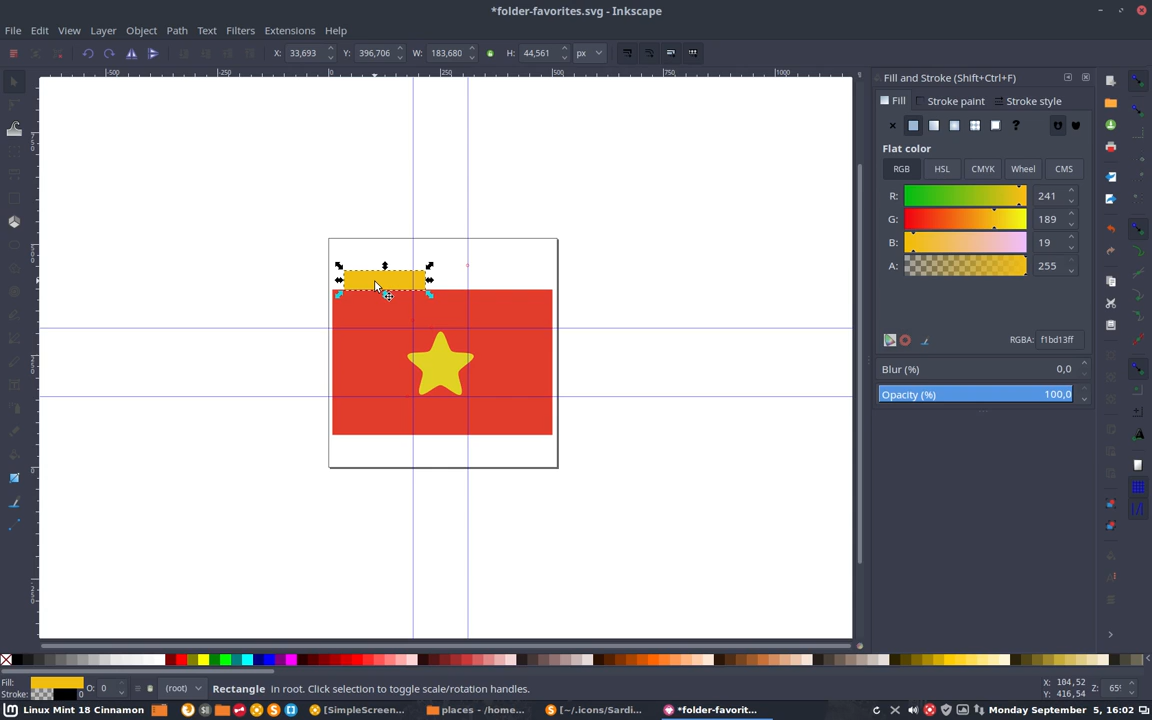 *folder-favorites.svg - Inkscape
File Edit View Layer Object Path Text Filters Extensions Help
X: 33,693 Y: 396,706 W: 183,680 H: 44,561 px
Fill and Stroke (Shift+Ctrl+F)
Fill Stroke paint Stroke style
Flat color
RGB HSL CMYK Wheel CMS
R: 241
G: 189
B: 19
A: 255
RGBA: f1bd13ff
Blur (%) 0,0
Opacity (%) 100,0
Fill:
Stroke: 0
O: 0
(root)
Rectangle In root. Click selection to toggle scale/rotation handles.
X: 104,52
Y: 416,54
Z: 65%
Linux Mint 18 Cinnamon
[SimpleScreen...
places - /home...
[~/.icons/Sardi...
*folder-favorit...
Monday September 5, 16:02